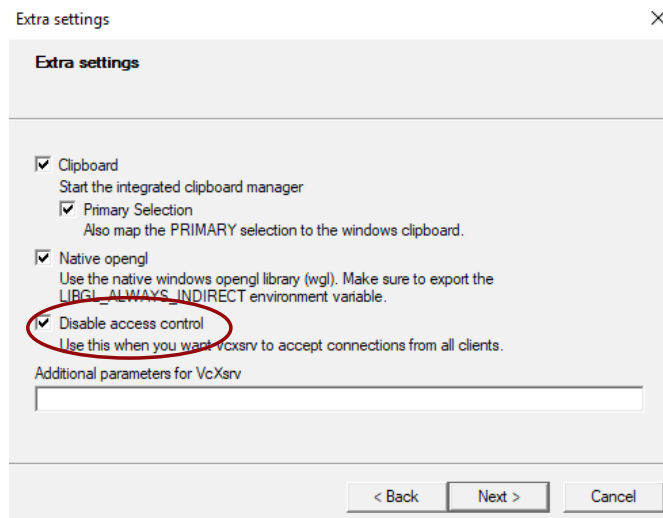 Extra settings
Extra settings
Clipboard
Start the integrated clipboard manager
Primary Selection
Also map the PRIMARY selection to the windows clipboard.
Native opengl
Use the native windows opengl library (wgl). Make sure to export the
LIBGL_ALWAYS_INDIRECT environment variable.
Disable access control
Use this when you want vcxsrv to accept connections from all clients.
Additional parameters for VcXsrv
< Back Next > Cancel